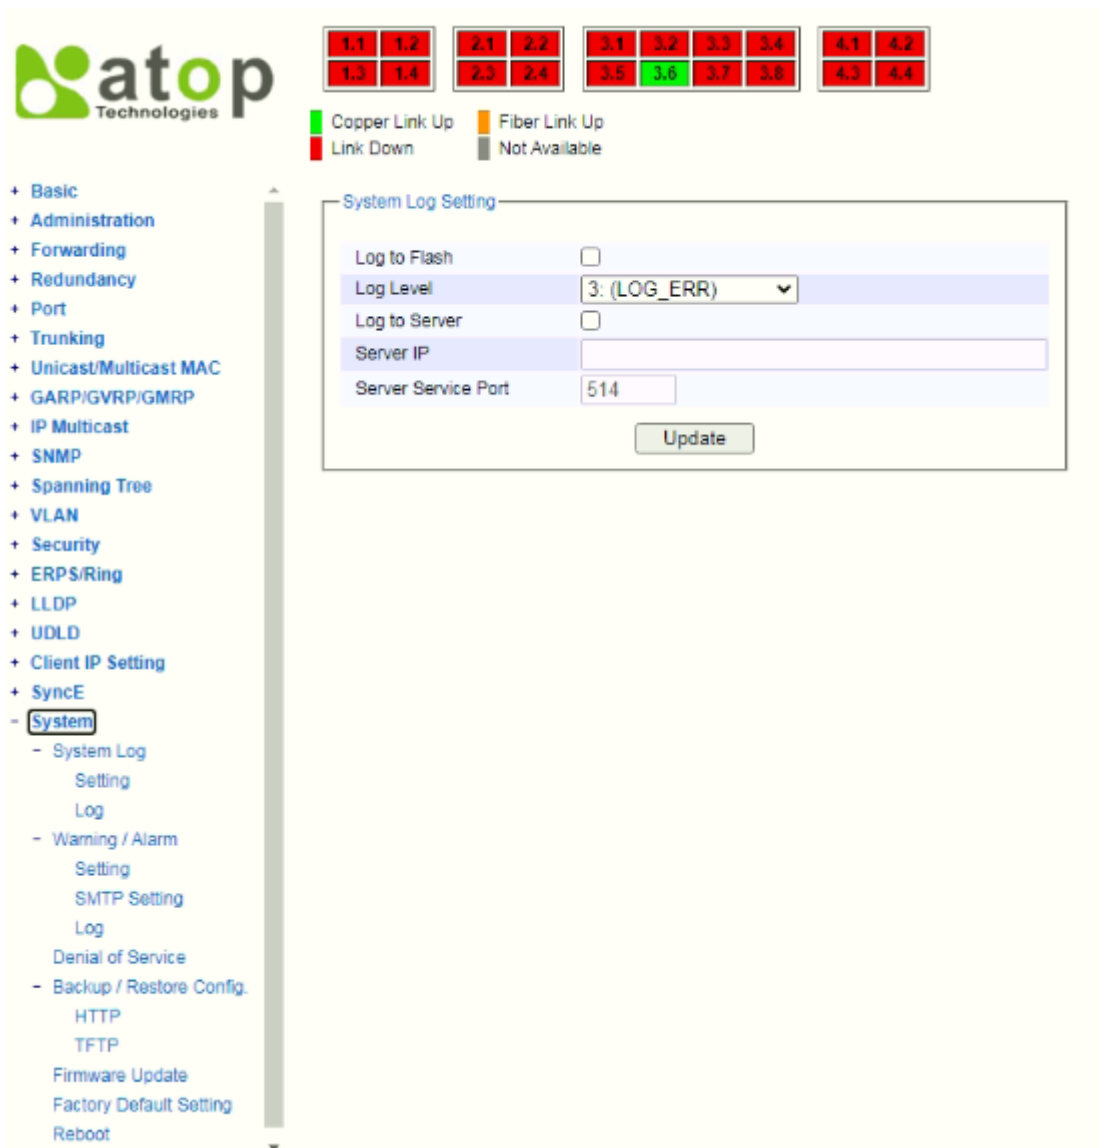 atop
Technologies
1.1 1.2 2.1 2.2 3.1 3.2 3.3 3.4 4.1 4.2
1.3 1.4 2.3 2.4 3.5 3.6 3.7 3.8 4.3 4.4
Copper Link Up Fiber Link Up
Link Down Not Available
+ Basic
+ Administration
+ Forwarding
+ Redundancy
+ Port
+ Trunking
+ Unicast/Multicast MAC
+ GARP/GVRP/GMRP
+ IP Multicast
+ SNMP
+ Spanning Tree
+ VLAN
+ Security
+ ERPS/Ring
+ LLDP
+ UDLD
+ Client IP Setting
+ SyncE
- System
- System Log
Setting
Log
- Warning / Alarm
Setting
SMTP Setting
Log
Denial of Service
- Backup / Restore Config.
HTTP
TFTP
Firmware Update
Factory Default Setting
Reboot
System Log Setting
Log to Flash
Log Level 3: (LOG_ERR)
Log to Server
Server IP
Server Service Port 514
Update